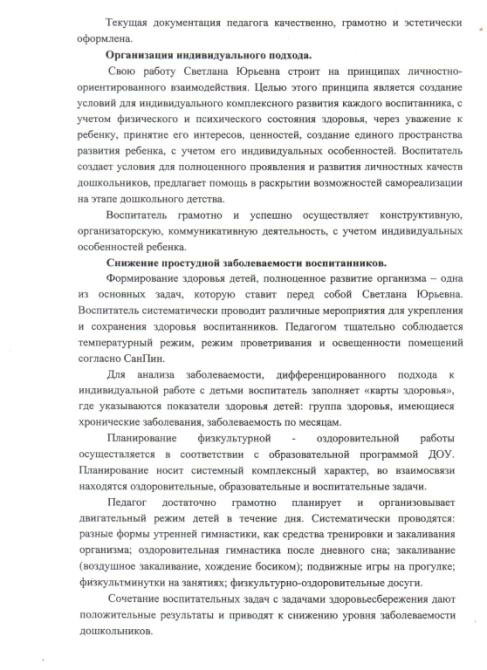 Текущая документация педагога качественно, грамотно и эстетически
оформлена.
Организация индивидуального подхода.
Свою работу Светлана Юрьевна строит на принципах личностно-
ориентированного взаимодействия. Целью этого принципа является создание
условий для индивидуального комплексного развития каждого воспитанника, с
учетом физического и психического состояния здоровья, через уважение к
ребенку, принятие его интересов, ценностей, создание единого пространства
развития ребенка, с учетом его индивидуальных особенностей. Воспитатель
создает условия для полноценного проявления и развития личностных качеств
дошкольников, предлагает помощь в раскрытии возможностей самореализации
на этапе дошкольного детства.
Воспитатель грамотно и успешно осуществляет конструктивную,
организаторскую, коммуникативную деятельность, с учетом индивидуальных
особенностей ребенка.
Снижение простудной заболеваемости воспитанников.
Формирование здоровья детей, полноценное развитие организма – одна
из основных задач, которую ставит перед собой Светлана Юрьевна.
Воспитатель систематически проводит различные мероприятия для укрепления
и сохранения здоровья воспитанников. Педагогом тщательно соблюдается
температурный режим, режим проветривания и освещенности помещений
согласно СанПин.
Для анализа заболеваемости, дифференцированного подхода к
индивидуальной работе с детьми воспитатель заполняет «карты здоровья»,
где указываются показатели здоровья детей: группа здоровья, имеющиеся
хронические заболевания, заболеваемость по месяцам.
Планирование физкультурной - оздоровительной работы
осуществляется в соответствии с образовательной программой ДОУ.
Планирование носит системный комплексный характер, во взаимосвязи
находятся оздоровительные, образовательные и воспитательные задачи.
Педагог достаточно грамотно планирует и организовывает
двигательный режим детей в течение дня. Систематически проводятся:
разные формы утренней гимнастики, как средства тренировки и закаливания
организма; оздоровительная гимнастика после дневного сна; закаливание
(воздушное закаливание, хождение босиком); подвижные игры на прогулке;
физкультминутки на занятиях; физкультурно-оздоровительные досуги.
Сочетание воспитательных задач с задачами здоровьесбережения дают
положительные результаты и приводят к снижению уровня заболеваемости
дошкольников.